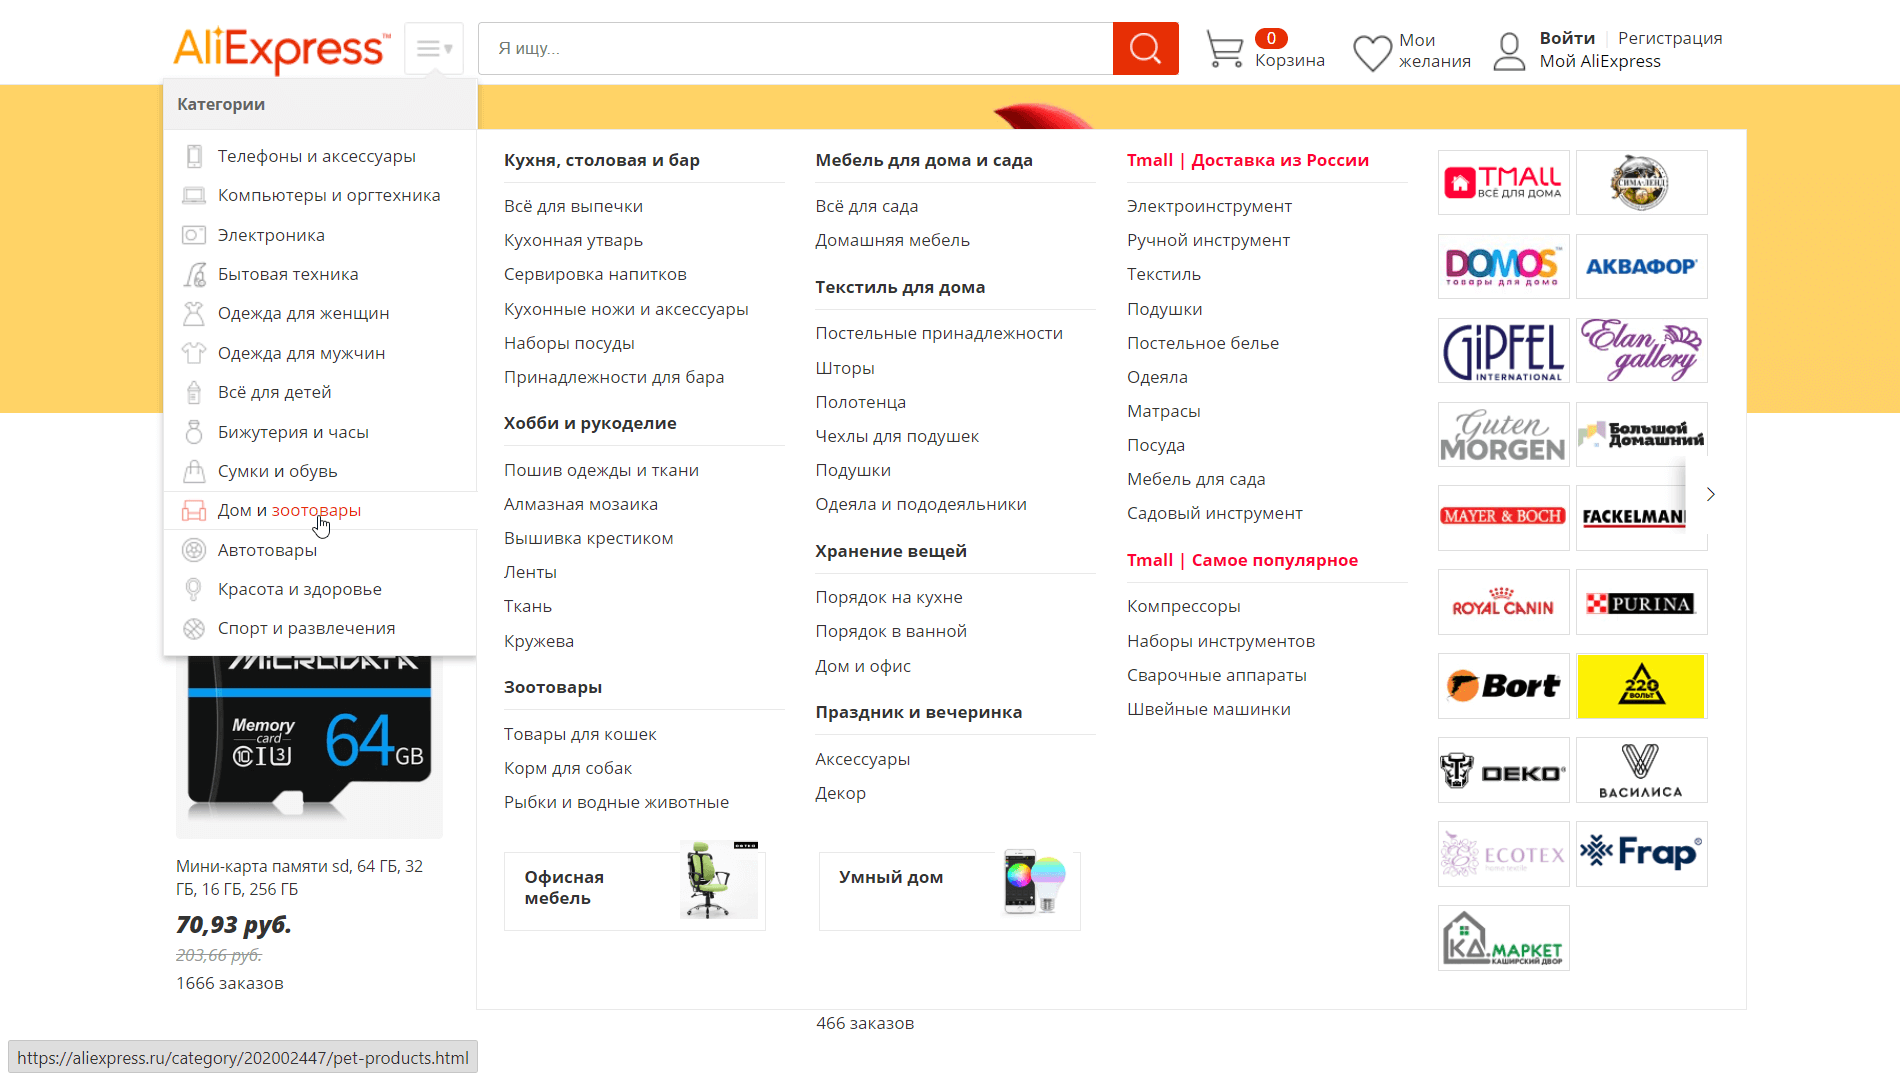 AliExpress™
Я ищу...
0
Корзина
Мои
желания
Войти
Регистрация
Мой AliExpress
Категории
Телефоны и аксессуары
Компьютеры и оргтехника
Электроника
Бытовая техника
Одежда для женщин
Одежда для мужчин
Всё для детей
Бижутерия и часы
Сумки и обувь
Дом и зоотовары
Автотовары
Красота и здоровье
Спорт и развлечения
Кухня, столовая и бар
Всё для выпечки
Кухонная утварь
Сервировка напитков
Кухонные ножи и аксессуары
Наборы посуды
Принадлежности для бара
Хобби и рукоделие
Пошив одежды и ткани
Алмазная мозаика
Вышивка крестиком
Ленты
Ткань
Кружева
Зоотовары
Товары для кошек
Корм для собак
Рыбки и водные животные
Офисная
мебель
Мебель для дома и сада
Всё для сада
Домашняя мебель
Текстиль для дома
Постельные принадлежности
Шторы
Полотенца
Чехлы для подушек
Подушки
Одеяла и пододеяльники
Хранение вещей
Порядок на кухне
Порядок в ванной
Дом и офис
Праздник и вечеринка
Аксессуары
Декор
Умный дом
Tmall | Доставка из России
Электроинструмент
Ручной инструмент
Текстиль
Подушки
Постельное белье
Одеяла
Матрасы
Посуда
Мебель для сада
Садовый инструмент
Tmall | Самое популярное
Компрессоры
Наборы инструментов
Сварочные аппараты
Швейные машинки
TMALL
ВСЁ ДЛЯ ДОМА
СИМА-ЛЕНД
DOMOS™
товары для дома
АКВАФОР®
GIPFEL
INTERNATIONAL
Elan
gallery
Guten
MORGEN
Большой
Домашний
MAYER & BOCH
FACKELMAN
ROYAL CANIN
PURINA
Bort
220
ВОЛЬТ
DEKO®
ВАСИЛИСА
ECOTEX
home textile
Frap®
КД.МАРКЕТ
КАШИРСКИЙ ДВОР
MICRODATA
Memory
card
64GB
10 I U3
Мини-карта памяти sd, 64 ГБ, 32
ГБ, 16 ГБ, 256 ГБ
70,93 руб.
203,66 руб.
1666 заказов
466 заказов
https://aliexpress.ru/category/202002447/pet-products.html